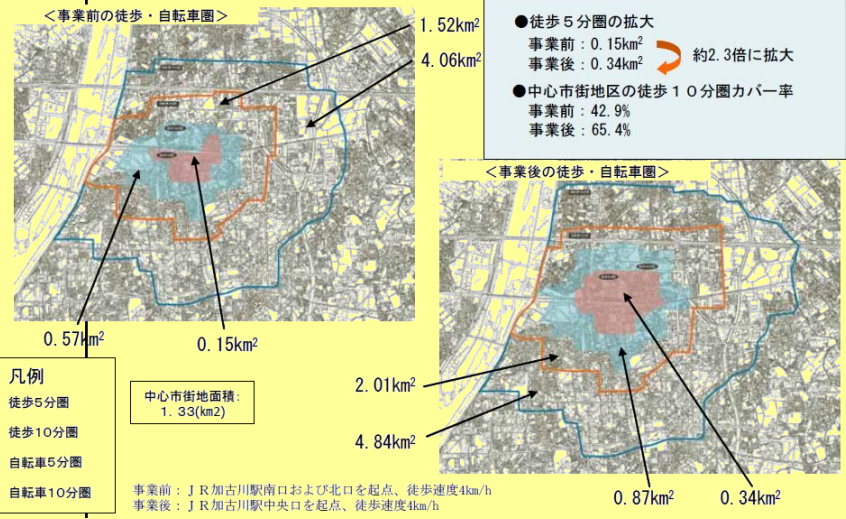 ＜事業前の徒歩・自転車圏＞
1.52km²
4.06km²
●徒歩５分圏の拡大
事業前：0.15km²
事業後：0.34km²
約2.3倍に拡大
●中心市街地区の徒歩１０分圏カバー率
事業前：42.9%
事業後：65.4%
＜事業後の徒歩・自転車圏＞
0.57km²
0.15km²
凡例
徒歩5分圏
徒歩10分圏
自転車5分圏
自転車10分圏
中心市街地面積：
1.33(km2)
2.01km²
4.84km²
0.87km²
0.34km²
事業前：ＪＲ加古川駅南口および北口を起点、徒歩速度4km/h
事業後：ＪＲ加古川駅中央口を起点、徒歩速度4km/h